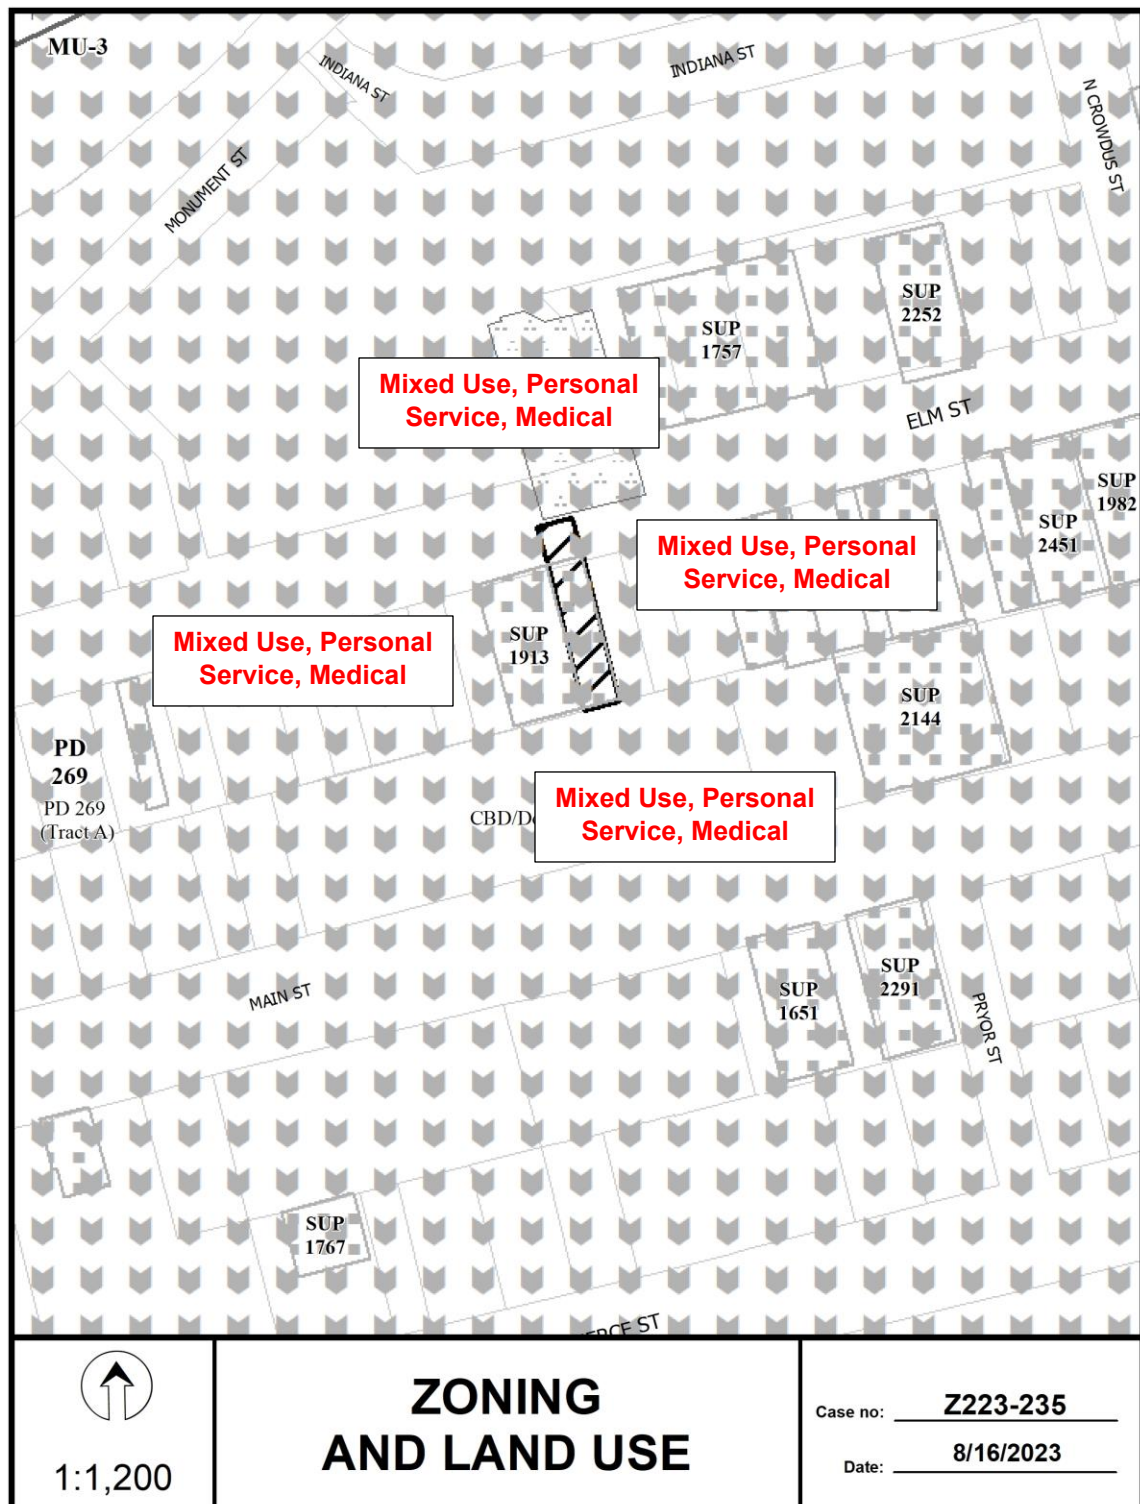 MU-3
INDIANA ST
INDIANA ST
N CROWDUS ST
MONUMENT ST
SUP
2252
SUP
1757
Mixed Use, Personal
Service, Medical
ELM ST
SUP
1982
SUP
2451
Mixed Use, Personal
Service, Medical
Mixed Use, Personal
Service, Medical
SUP
1913
SUP
2144
PD
269
PD 269
(Tract A)
Mixed Use, Personal
Service, Medical
MAIN ST
SUP
1651
SUP
2291
PRYOR ST
SUP
1767
ST
1:1,200
ZONING
AND LAND USE
Case no: Z223-235
Date: 8/16/2023